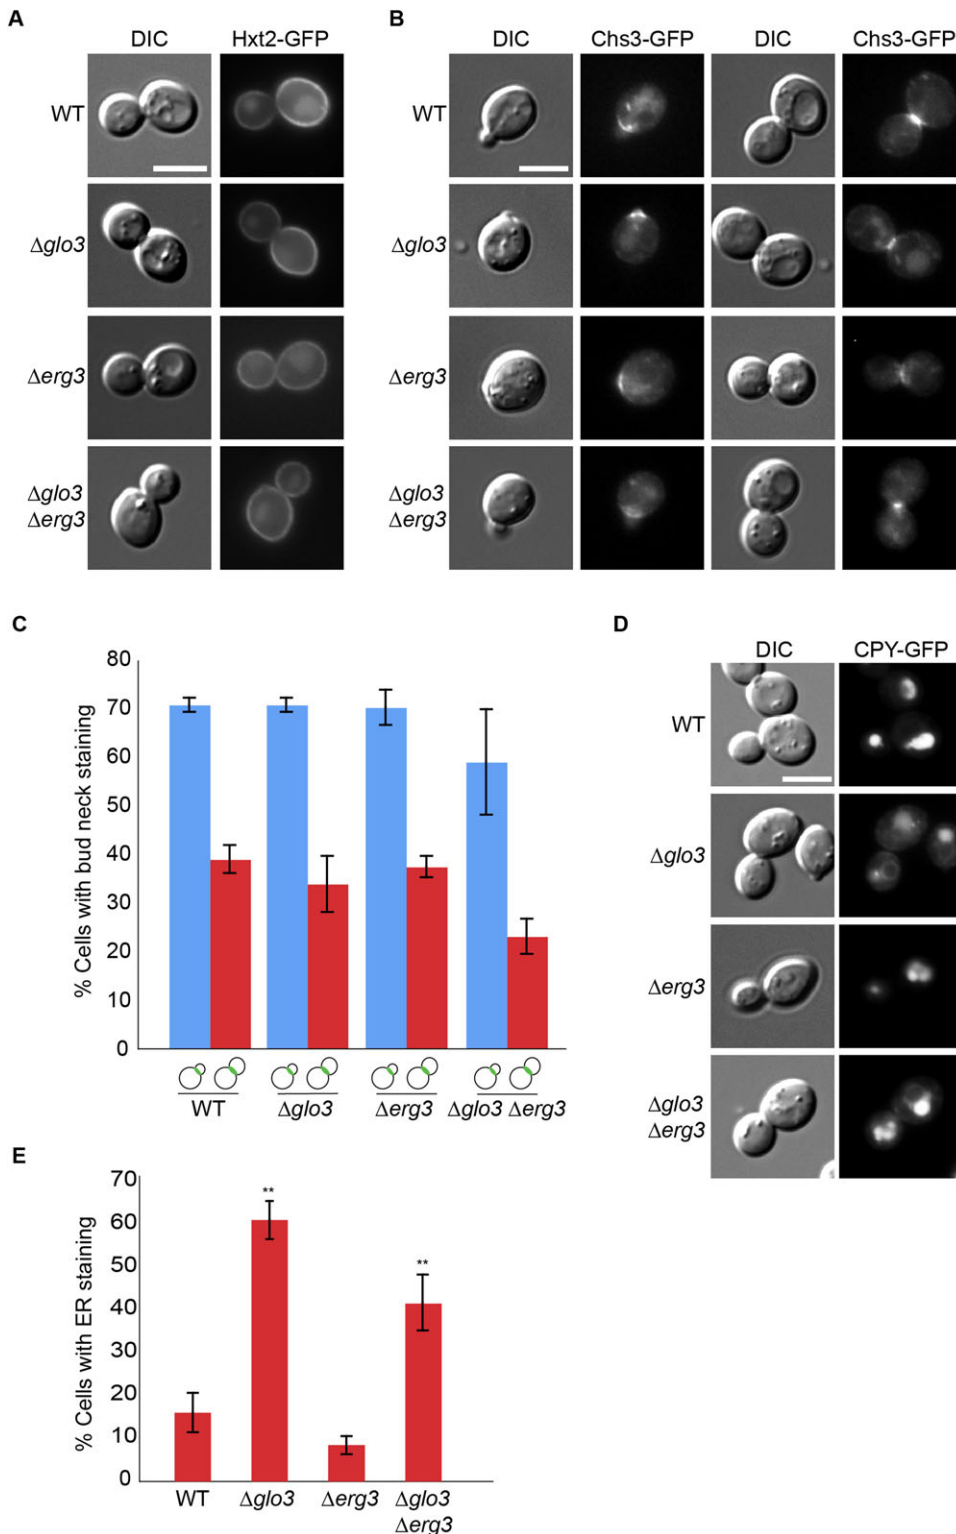 A
B
DIC Hxt2-GFP
DIC Chs3-GFP DIC Chs3-GFP
WT
WT
Δglo3
Δglo3
Δerg3
Δerg3
Δglo3
Δerg3
Δglo3
Δerg3
C
% Cells with bud neck staining
80
70
60
50
40
30
20
10
0
WT Δglo3 Δerg3 Δglo3 Δerg3
D
DIC CPY-GFP
WT
Δglo3
Δerg3
Δglo3
Δerg3
E
% Cells with ER staining
70
60
50
40
30
20
10
0
**
**
WT Δglo3 Δerg3 Δglo3
Δerg3